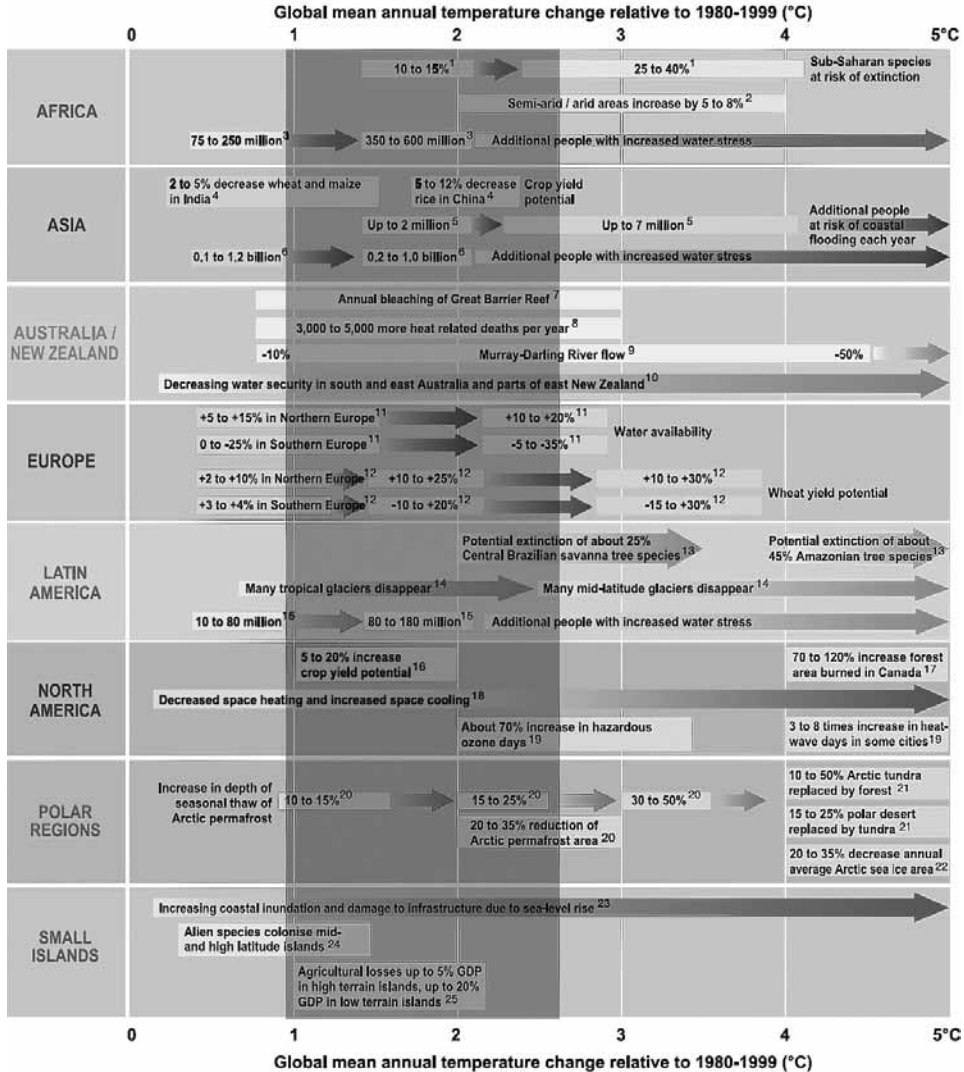 Global mean annual temperature change relative to 1980-1999 (°C)
0 1 2 3 4 5°C
AFRICA
10 to 15%1
25 to 40%1
Sub-Saharan species
at risk of extinction
Semi-arid / arid areas increase by 5 to 8%2
75 to 250 million3
350 to 600 million3
Additional people with increased water stress
ASIA
2 to 5% decrease wheat and maize
in India4
5 to 12% decrease
rice in China4
Crop yield
potential
Up to 2 million5
Up to 7 million5
Additional people
at risk of coastal
flooding each year
0,1 to 1,2 billion6
0,2 to 1,0 billion6
Additional people with increased water stress
AUSTRALIA /
NEW ZEALAND
Annual bleaching of Great Barrier Reef7
3,000 to 5,000 more heat related deaths per year8
-10%
Murray-Darling River flow9
-50%
Decreasing water security in south and east Australia and parts of east New Zealand10
EUROPE
+5 to +15% in Northern Europe11
+10 to +20%11
0 to -25% in Southern Europe11
-5 to -35%11
Water availability
+2 to +10% in Northern Europe12
+10 to +25%12
+10 to +30%12
+3 to +4% in Southern Europe12
-10 to +20%12
-15 to +30%12
Wheat yield potential
LATIN
AMERICA
Potential extinction of about 25%
Central Brazilian savanna tree species13
Potential extinction of about
45% Amazonian tree species13
Many tropical glaciers disappear14
Many mid-latitude glaciers disappear14
10 to 80 million15
80 to 180 million15
Additional people with increased water stress
NORTH
AMERICA
5 to 20% increase
crop yield potential16
70 to 120% increase forest
area burned in Canada17
Decreased space heating and increased space cooling18
About 70% increase in hazardous
ozone days19
3 to 8 times increase in heat-
wave days in some cities19
POLAR
REGIONS
Increase in depth of
seasonal thaw of
Arctic permafrost
10 to 15%20
15 to 25%20
30 to 50%20
10 to 50% Arctic tundra
replaced by forest21
20 to 35% reduction of
Arctic permafrost area20
15 to 25% polar desert
replaced by tundra21
20 to 35% decrease annual
average Arctic sea ice area22
SMALL
ISLANDS
Increasing coastal inundation and damage to infrastructure due to sea-level rise23
Alien species colonise mid-
and high latitude islands24
Agricultural losses up to 5% GDP
in high terrain islands, up to 20%
GDP in low terrain islands25
0 1 2 3 4 5°C
Global mean annual temperature change relative to 1980-1999 (°C)